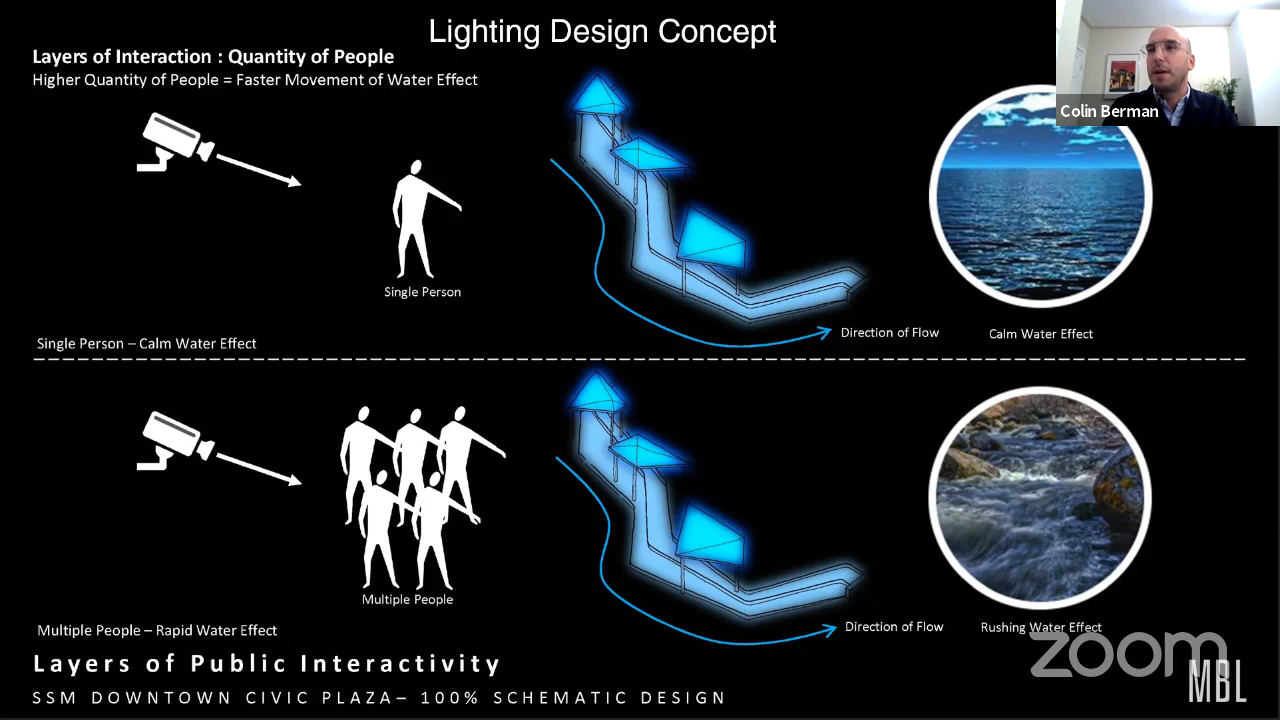 Lighting Design Concept
Layers of Interaction : Quantity of People
Higher Quantity of People = Faster Movement of Water Effect
Colin Berman
Single Person
Direction of Flow
Calm Water Effect
Single Person – Calm Water Effect
Multiple People
Direction of Flow
Rushing Water Effect
Multiple People – Rapid Water Effect
zoom
Layers of Public Interactivity
MBL
SSM DOWNTOWN CIVIC PLAZA– 100% SCHEMATIC DESIGN